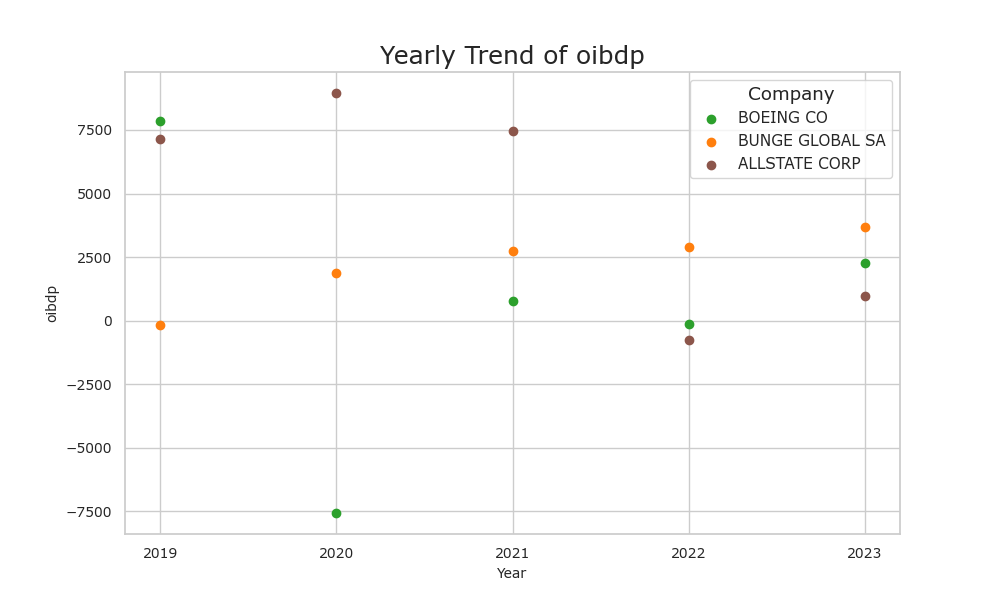 Yearly Trend of oibdp
Company
BOEING CO
BUNGE GLOBAL SA
ALLSTATE CORP
oibdp
7500
5000
2500
0
−2500
−5000
−7500
2019
2020
2021
2022
2023
Year